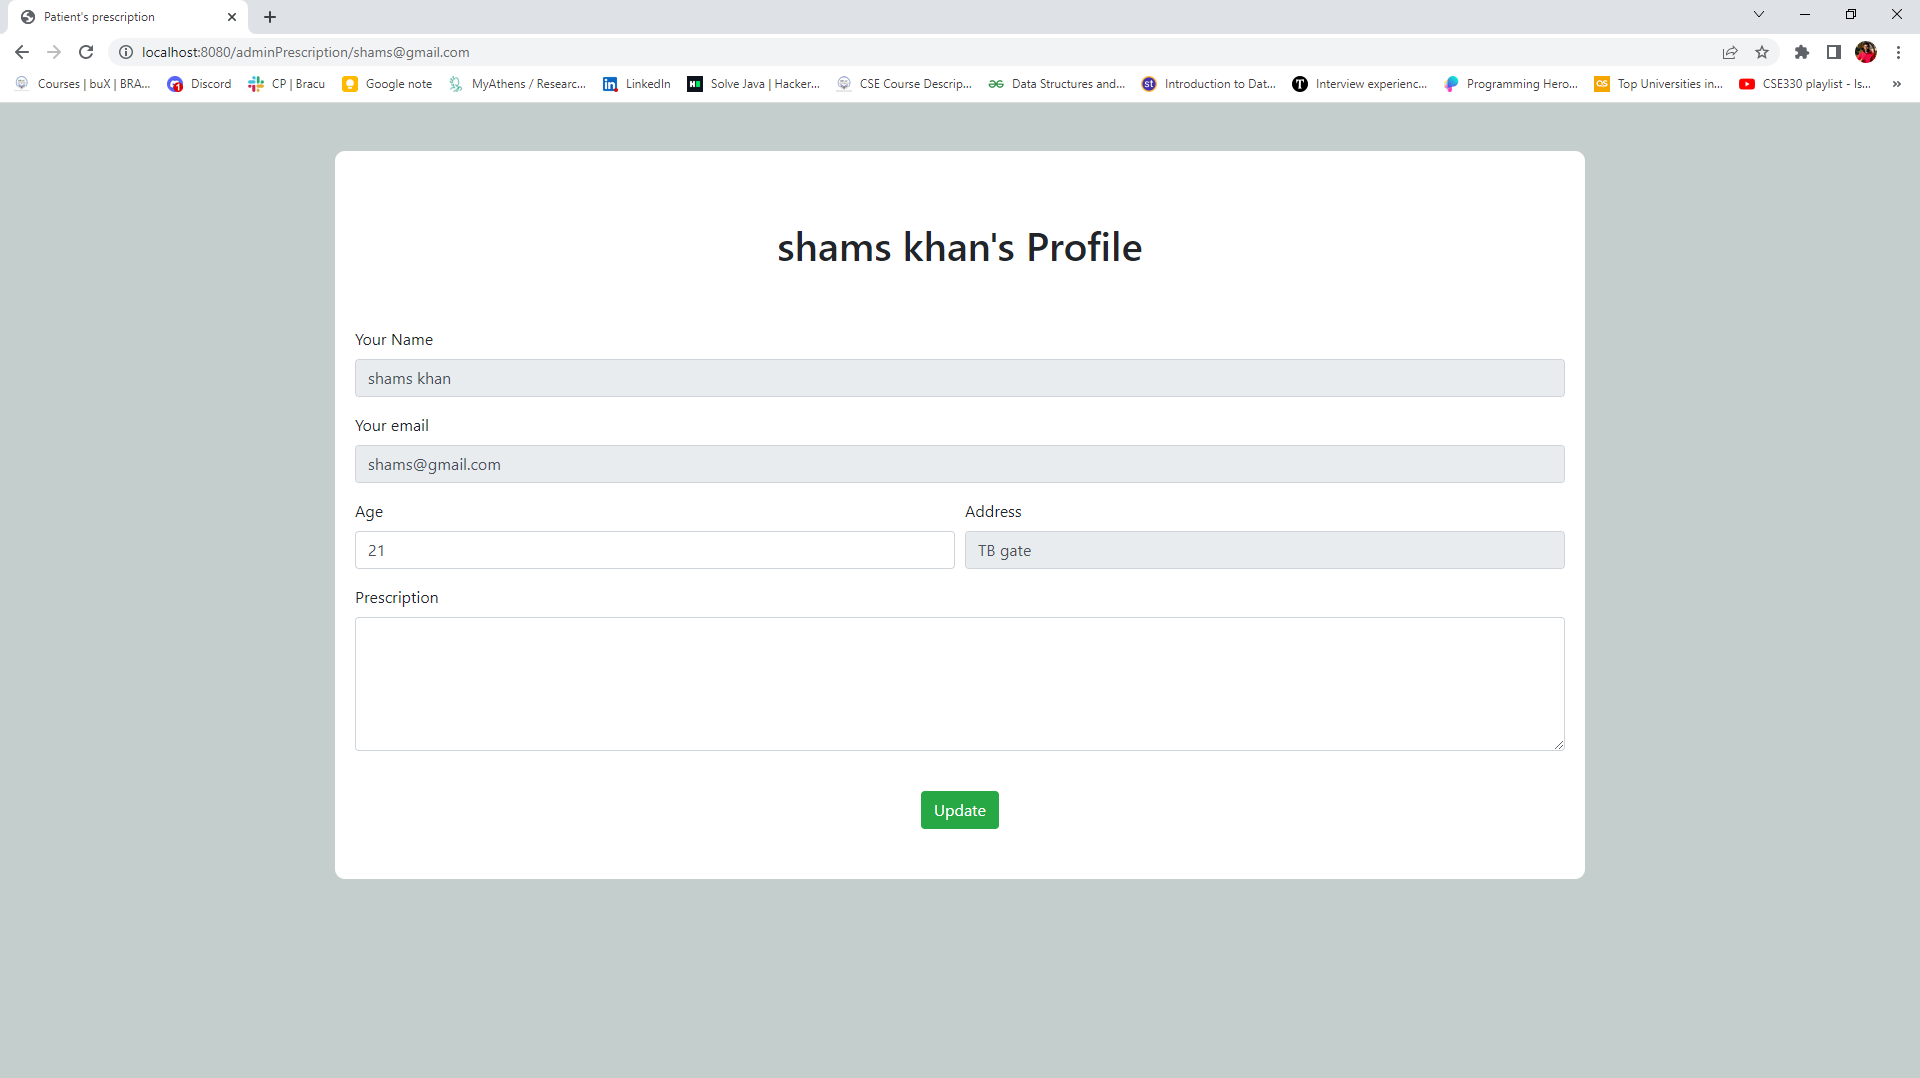 Patient's prescription
localhost:8080/adminPrescription/shams@gmail.com
Courses | buX | BRA... Discord CP | Bracu Google note MyAthens / Researc... LinkedIn Solve Java | Hacker... CSE Course Descrip... Data Structures and... Introduction to Dat... Interview experienc... Programming Hero... Top Universities in... CSE330 playlist - Is... »
shams khan's Profile
Your Name
shams khan
Your email
shams@gmail.com
Age Address
21 TB gate
Prescription
Update